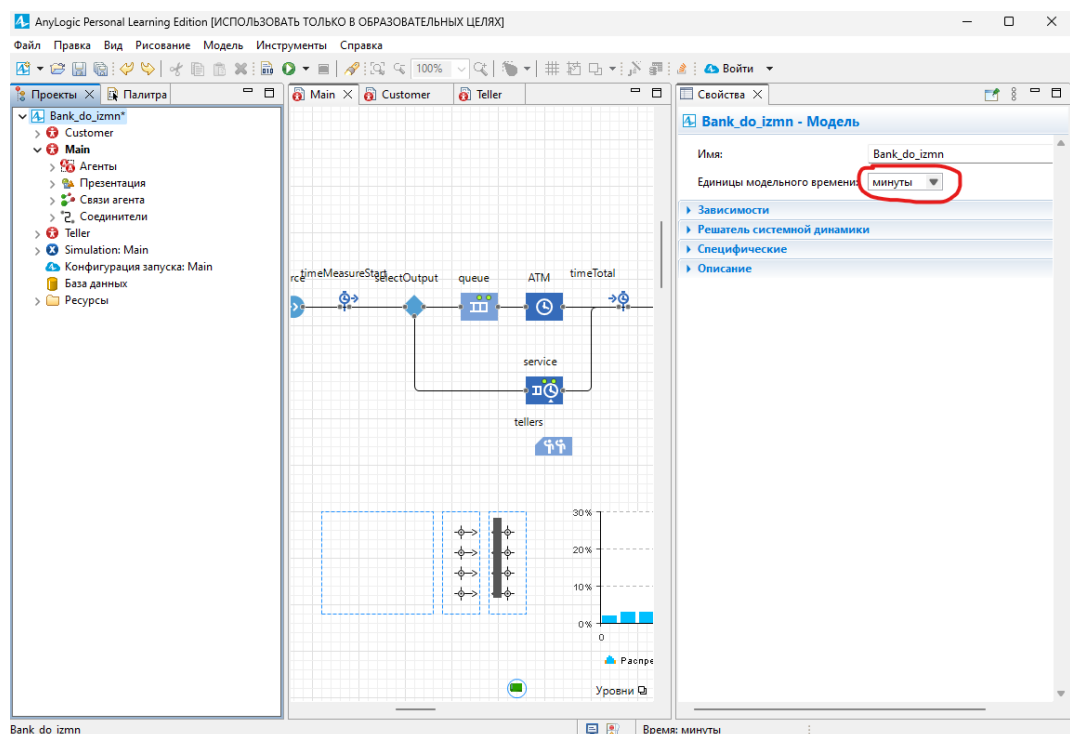 AnyLogic Personal Learning Edition [ИСПОЛЬЗОВАТЬ ТОЛЬКО В ОБРАЗОВАТЕЛЬНЫХ ЦЕЛЯХ]
Файл Правка Вид Рисование Модель Инструменты Справка
100% Войти
Проекты Палитра
Main Customer Teller
Свойства
Bank_do_izmn*
Customer
Main
Агенты
Презентация
Связи агента
Соединители
Teller
Simulation: Main
Конфигурация запуска: Main
База данных
Ресурсы
rce timeMeasureStart selectOutput queue ATM timeTotal
service
tellers
30%
20%
10%
0%
0
Распре
Уровни
Bank_do_izmn - Модель
Имя: Bank_do_izmn
Единицы модельного времени: минуты
Зависимости
Решатель системной динамики
Специфические
Описание
Bank_do_izmn
Время: минуты